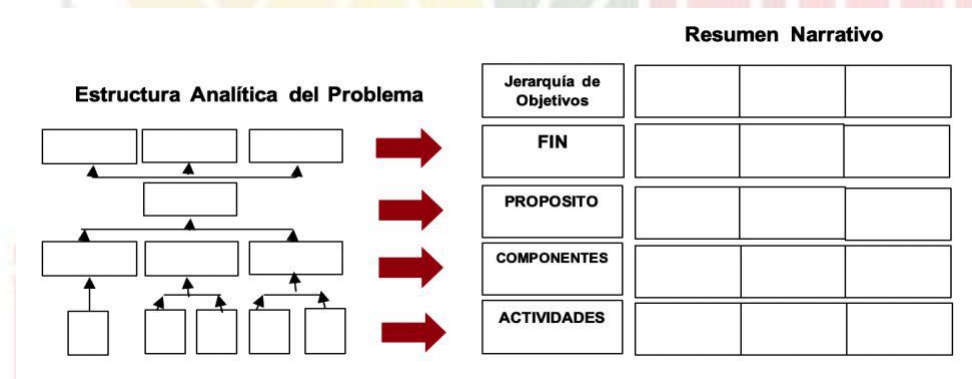 Resumen Narrativo
Estructura Analítica del Problema
Jerarquía de
Objetivos
FIN
PROPOSITO
COMPONENTES
ACTIVIDADES